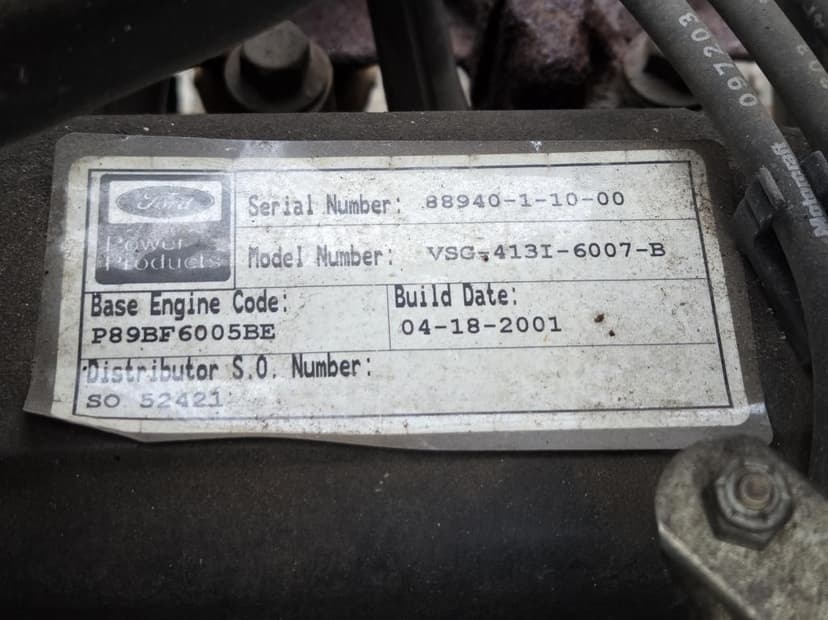 Ford
Power
Products
Serial Number: 88940-1-10-00
Model Number: VSG-413I-6007-B
Base Engine Code:
P89BF6005BE
Build Date:
04-18-2001
Distributor S.O. Number:
SO 52421
097203
Motorcraft